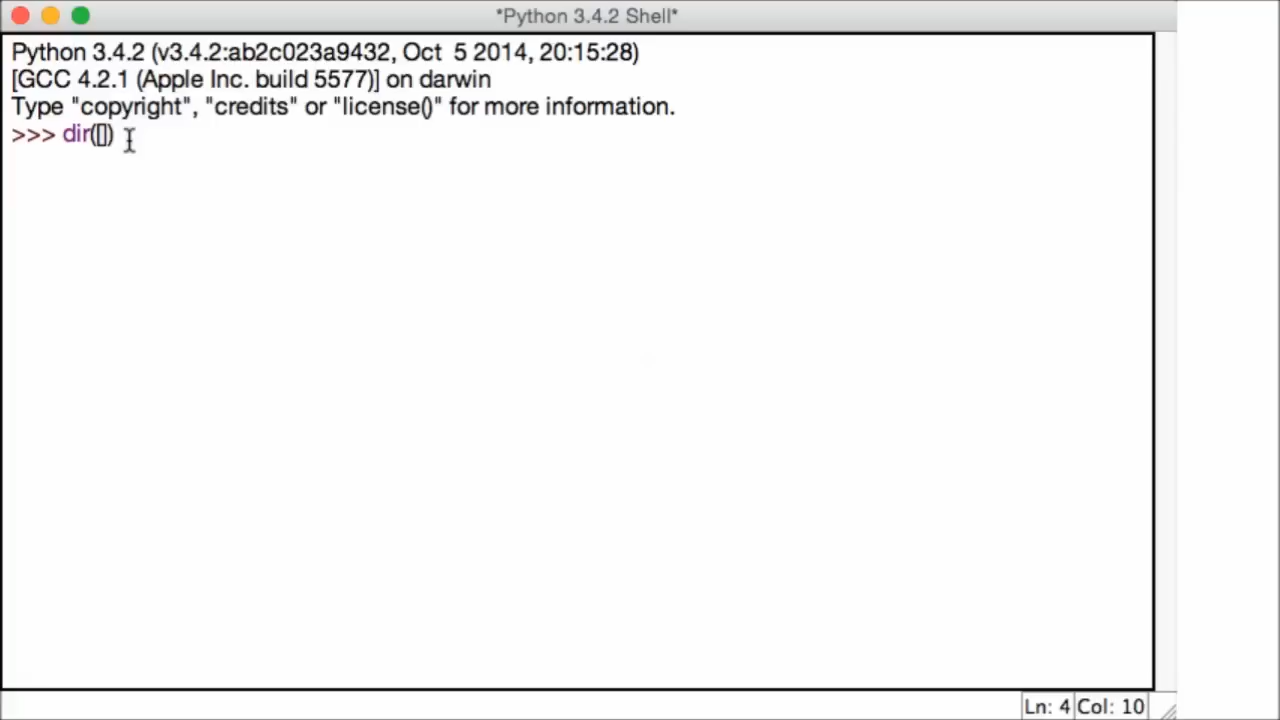 *Python 3.4.2 Shell*
Python 3.4.2 (v3.4.2:ab2c023a9432, Oct  5 2014, 20:15:28)
[GCC 4.2.1 (Apple Inc. build 5577)] on darwin
Type "copyright", "credits" or "license()" for more information.
>>> dir([])
Ln: 4 Col: 10